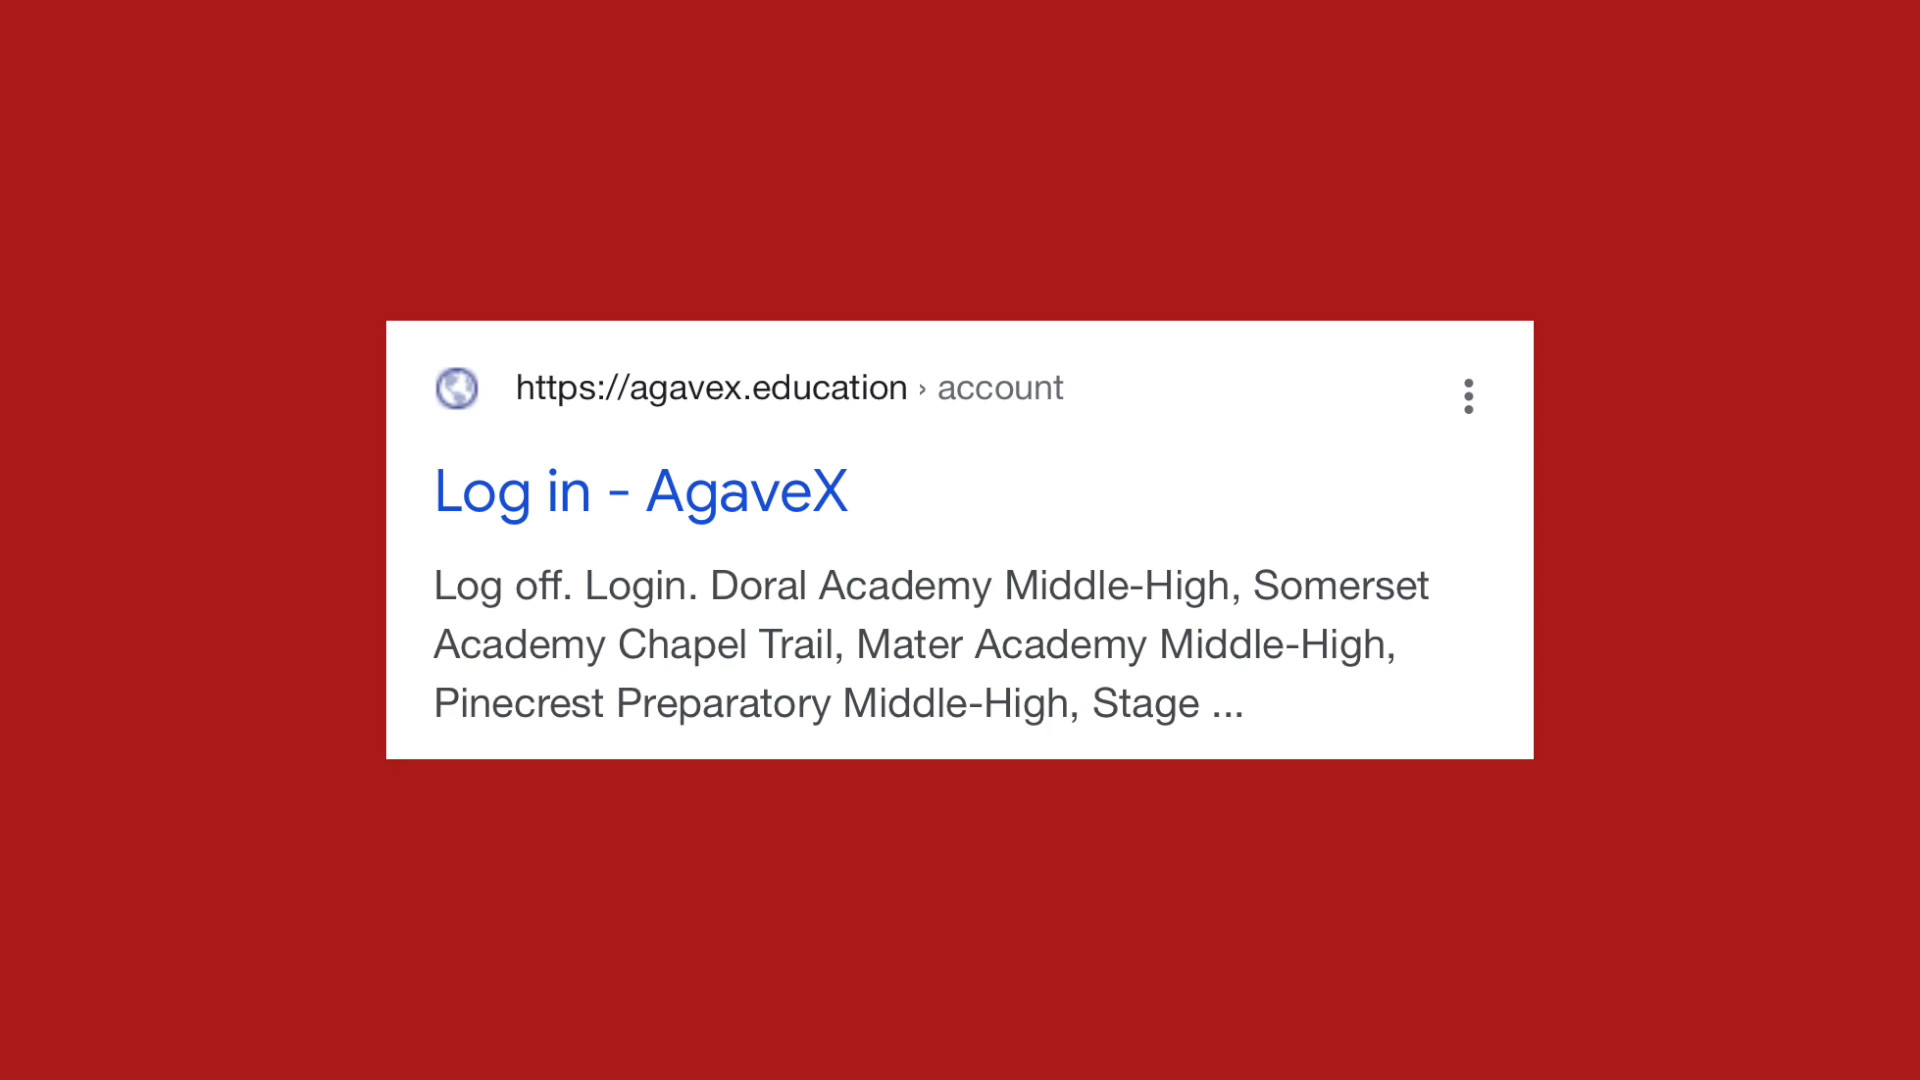 https://agavex.education › account
Log in - AgaveX
Log off. Login. Doral Academy Middle-High, Somerset
Academy Chapel Trail, Mater Academy Middle-High,
Pinecrest Preparatory Middle-High, Stage ...